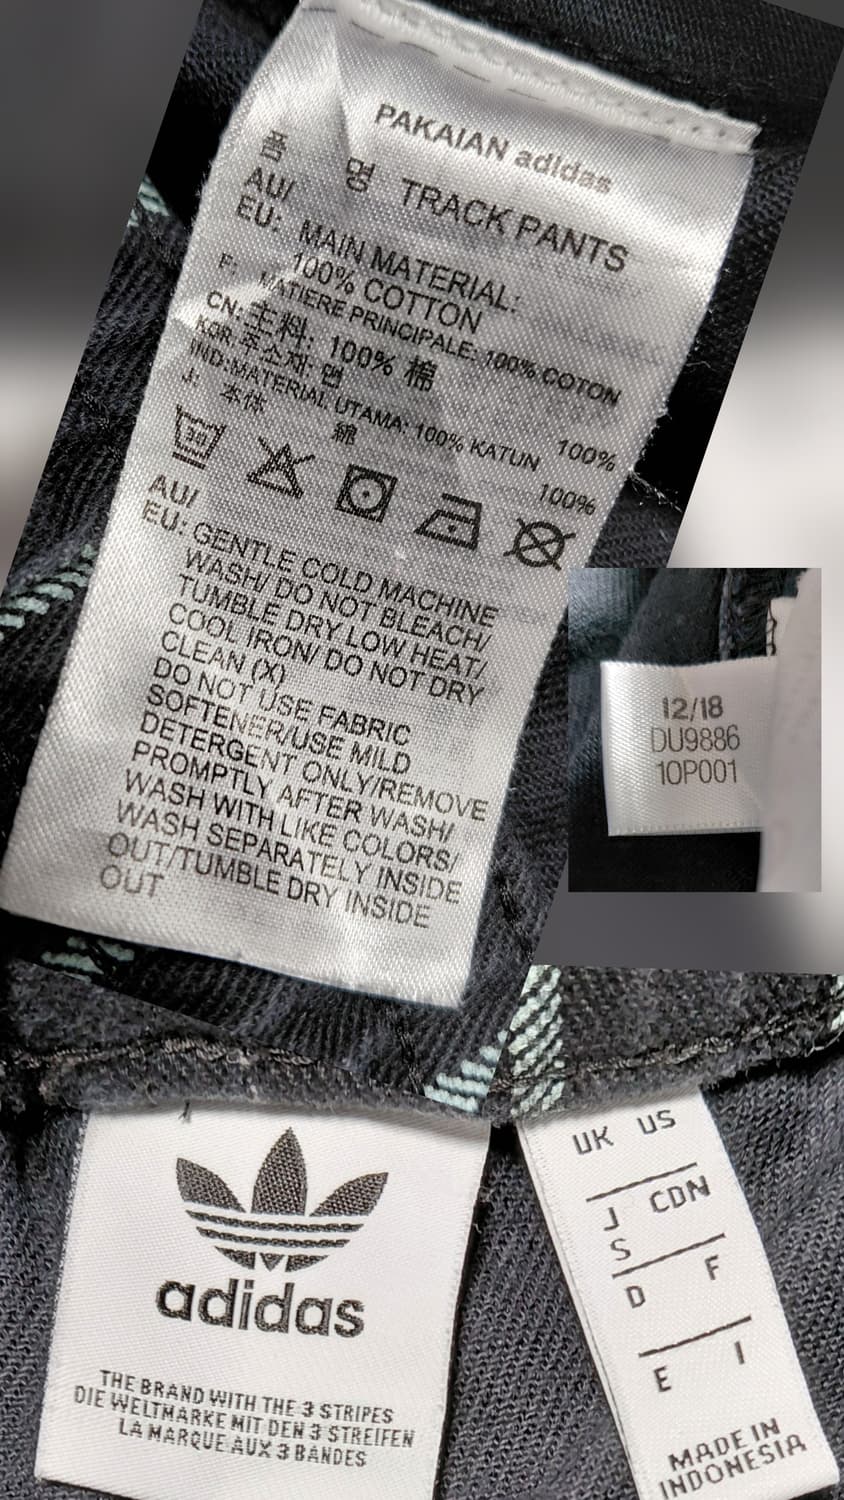 PAKAIAN adidas
품 명 TRACK PANTS
AU/
EU: MAIN MATERIAL:
100% COTTON
F: MATIERE PRINCIPALE: 100% COTON
CN: 主料: 100% 棉
KOR: 주소재: 면 100%
IND:MATERIAL UTAMA: 100% KATUN
J: 本体 綿 100%
30
AU/
EU: GENTLE COLD MACHINE
WASH/ DO NOT BLEACH/
TUMBLE DRY LOW HEAT/
COOL IRON/ DO NOT DRY
CLEAN (X)
DO NOT USE FABRIC
SOFTENER/USE MILD
DETERGENT ONLY/REMOVE
PROMPTLY AFTER WASH/
WASH WITH LIKE COLORS/
WASH SEPARATELY INSIDE
OUT/TUMBLE DRY INSIDE
OUT
12/18
DU9886
10P001
adidas
THE BRAND WITH THE 3 STRIPES
DIE WELTMARKE MIT DEN 3 STREIFEN
LA MARQUE AUX 3 BANDES
UK US
J CDN
S
D F
E I
MADE IN
INDONESIA